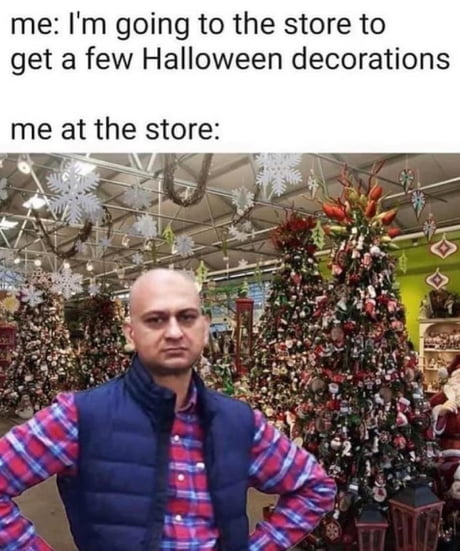 me: I'm going to the store to
get a few Halloween decorations
me at the store: